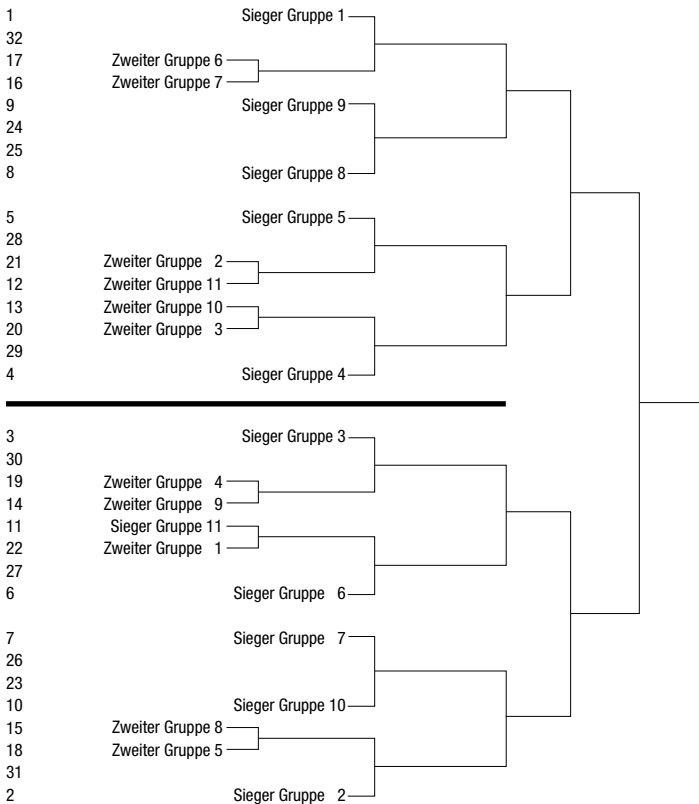 1 Sieger Gruppe 1
32
17 Zweiter Gruppe 6
16 Zweiter Gruppe 7
9 Sieger Gruppe 9
24
25
8 Sieger Gruppe 8
5 Sieger Gruppe 5
28
21 Zweiter Gruppe 2
12 Zweiter Gruppe 11
13 Zweiter Gruppe 10
20 Zweiter Gruppe 3
29
4 Sieger Gruppe 4
3 Sieger Gruppe 3
30
19 Zweiter Gruppe 4
14 Zweiter Gruppe 9
11 Sieger Gruppe 11
22 Zweiter Gruppe 1
27
6 Sieger Gruppe 6
7 Sieger Gruppe 7
26
23
10 Sieger Gruppe 10
15 Zweiter Gruppe 8
18 Zweiter Gruppe 5
31
2 Sieger Gruppe 2